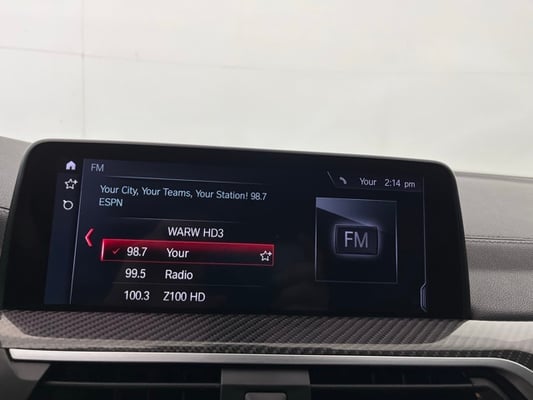 FM
Your 2:14 pm
Your City, Your Teams, Your Station! 98.7
ESPN
FM
WARW HD3
98.7 Your
99.5 Radio
100.3 Z100 HD